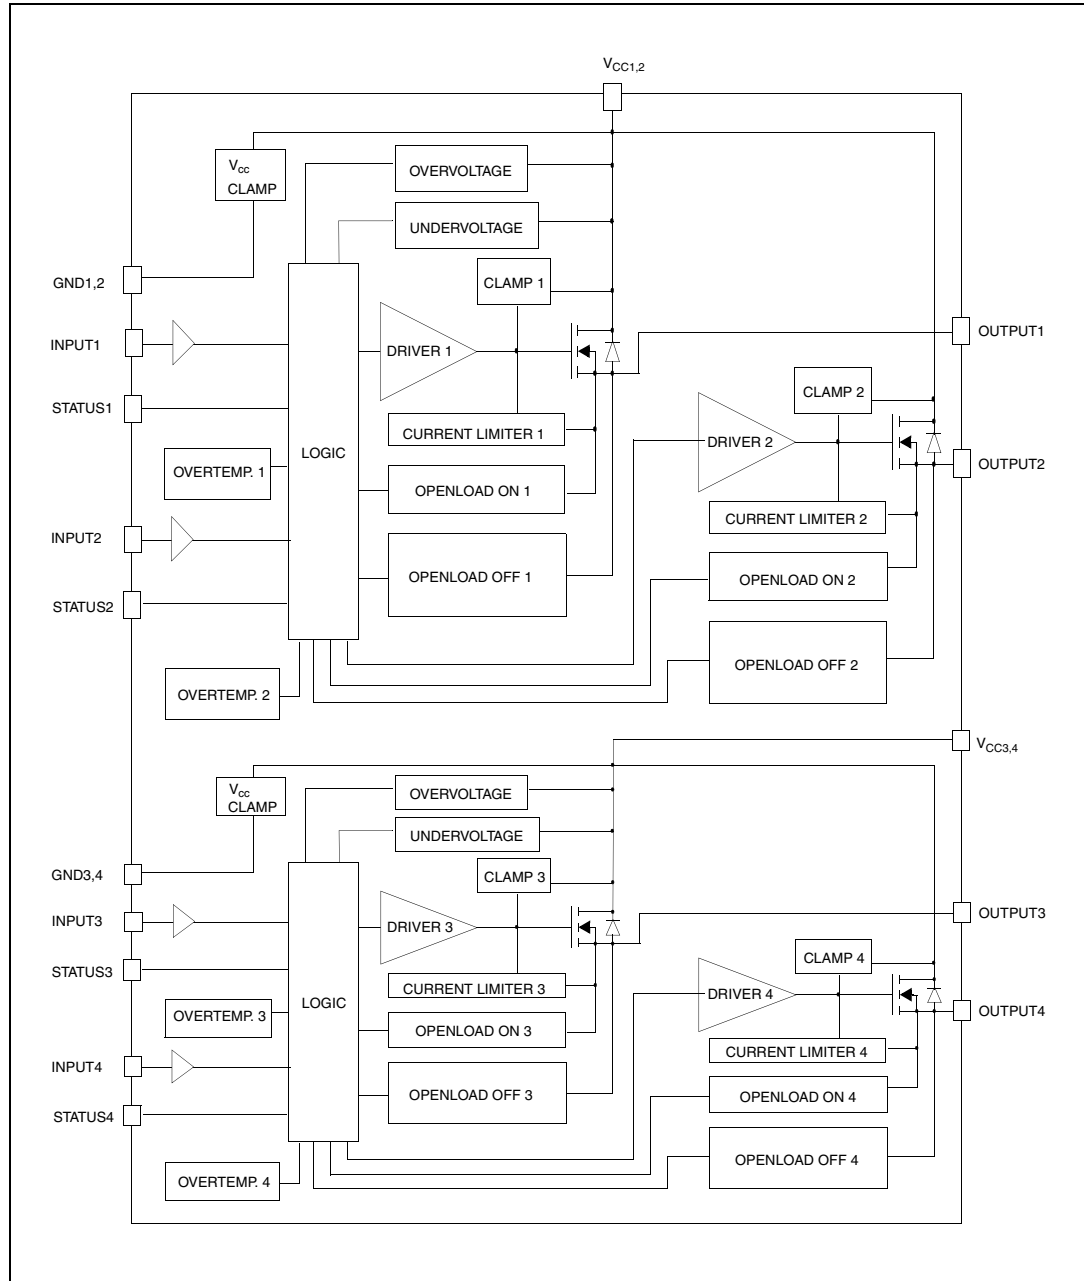 VCC1,2
Vcc
CLAMP
OVERVOLTAGE
UNDERVOLTAGE
GND1,2
CLAMP 1
INPUT1
DRIVER 1
OUTPUT1
STATUS1
CLAMP 2
CURRENT LIMITER 1
LOGIC
DRIVER 2
OVERTEMP. 1
OPENLOAD ON 1
OUTPUT2
CURRENT LIMITER 2
INPUT2
OPENLOAD OFF 1
OPENLOAD ON 2
STATUS2
OPENLOAD OFF 2
OVERTEMP. 2
VCC3,4
Vcc
CLAMP
OVERVOLTAGE
UNDERVOLTAGE
GND3,4
CLAMP 3
INPUT3
DRIVER 3
OUTPUT3
CLAMP 4
STATUS3
CURRENT LIMITER 3
LOGIC
DRIVER 4
OVERTEMP. 3
OUTPUT4
OPENLOAD ON 3
CURRENT LIMITER 4
INPUT4
OPENLOAD OFF 3
OPENLOAD ON 4
STATUS4
OPENLOAD OFF 4
OVERTEMP. 4